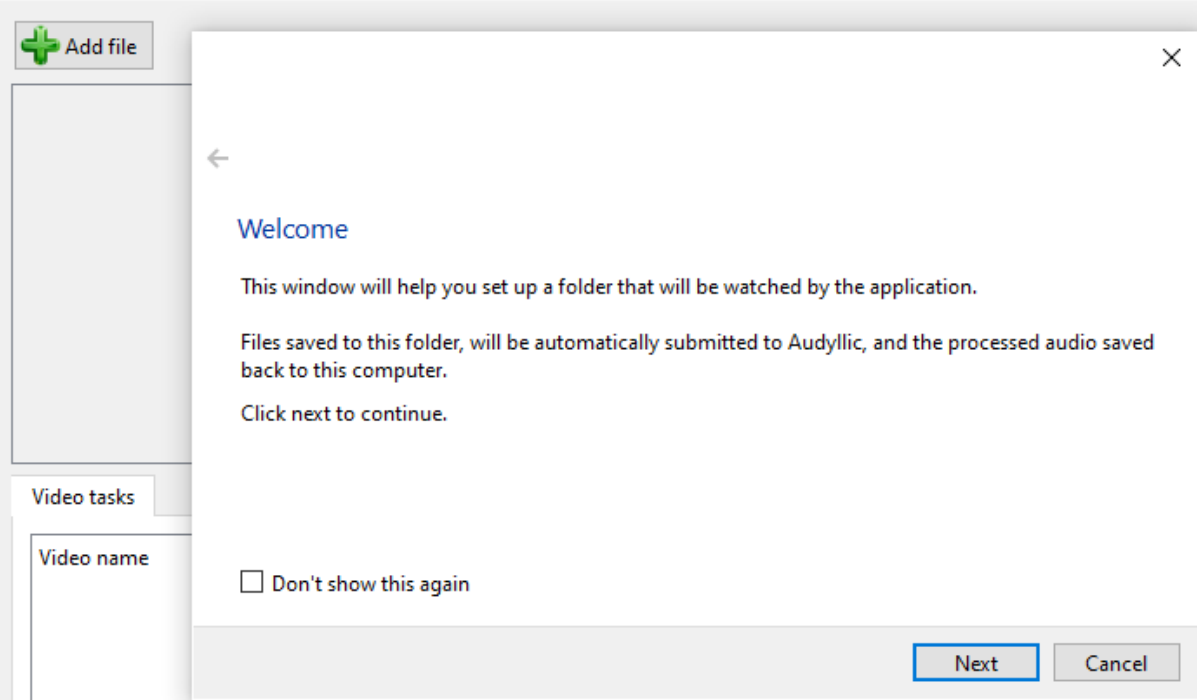 Add file
Welcome
This window will help you set up a folder that will be watched by the application.
Files saved to this folder, will be automatically submitted to Audyllic, and the processed audio saved
back to this computer.
Click next to continue.
Video tasks
Video name
Don't show this again
Next
Cancel